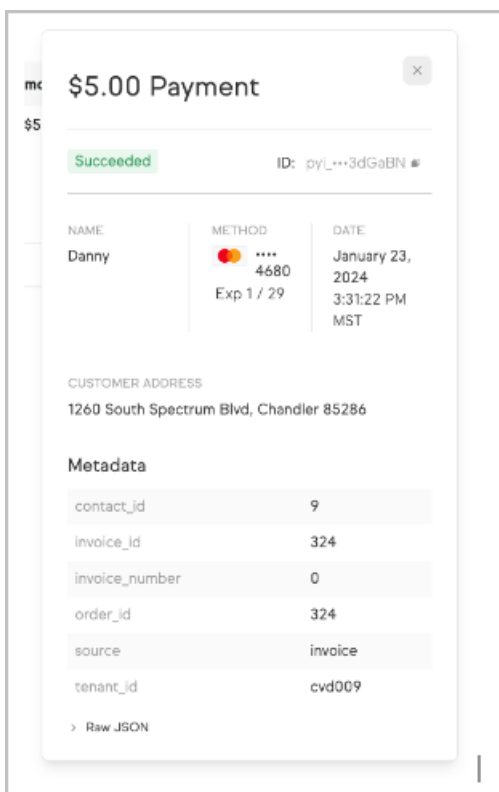 $5.00 Payment
$5
Succeeded
ID: pyi_•••3dGaBN
NAME
Danny
METHOD
•••• 4680
Exp 1 / 29
DATE
January 23,
2024
3:31:22 PM
MST
CUSTOMER ADDRESS
1260 South Spectrum Blvd, Chandler 85286
Metadata
contact_id 9
invoice_id 324
invoice_number 0
order_id 324
source invoice
tenant_id cvd009
> Raw JSON